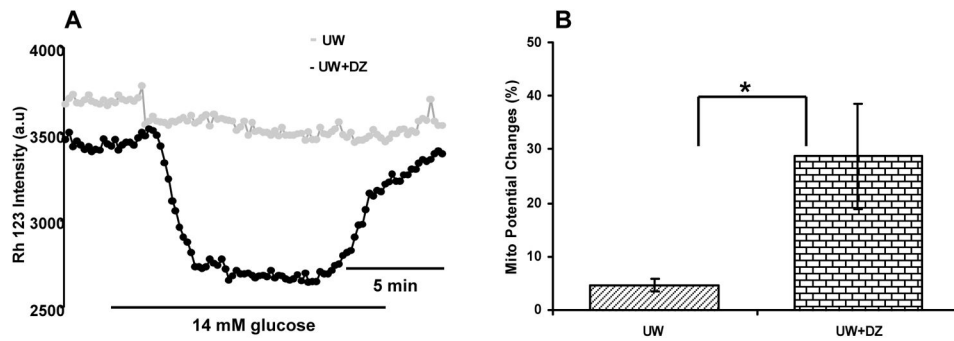 A
UW
UW+DZ
4000
3500
3000
2500
Rh 123 Intensity (a.u)
5 min
14 mM glucose
B
*
50
40
30
20
10
0
Mito Potential Changes (%)
UW
UW+DZ